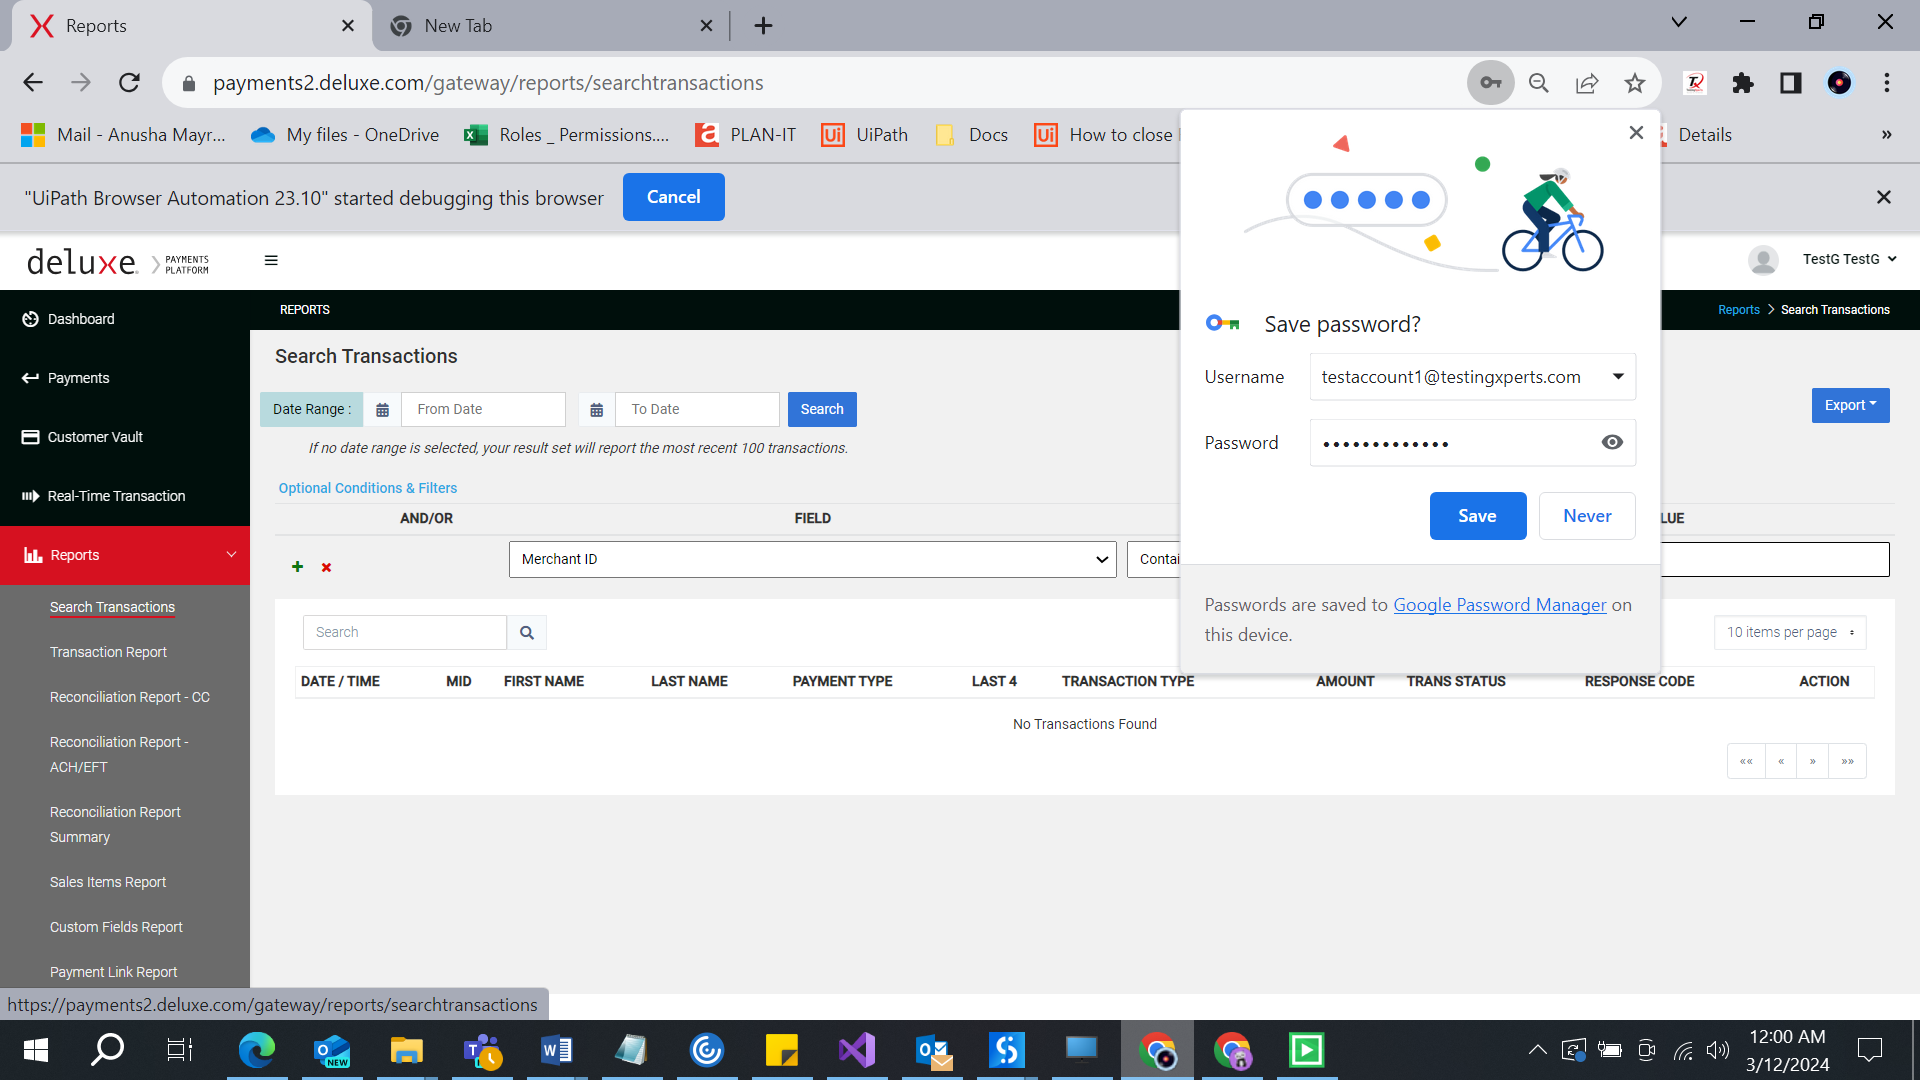 Reports
New Tab
payments2.deluxe.com/gateway/reports/searchtransactions
Mail - Anusha Mayr...
My files - OneDrive
Roles _ Permissions....
PLAN-IT
UiPath
Docs
How to close
Details
»
"UiPath Browser Automation 23.10" started debugging this browser
Cancel
deluxe. PAYMENTS PLATFORM
TestG TestG
Dashboard
Payments
Customer Vault
Real-Time Transaction
Reports
Search Transactions
Transaction Report
Reconciliation Report - CC
Reconciliation Report -
ACH/EFT
Reconciliation Report
Summary
Sales Items Report
Custom Fields Report
Payment Link Report
REPORTS
Reports > Search Transactions
Search Transactions
Date Range :
From Date
To Date
Search
Export
If no date range is selected, your result set will report the most recent 100 transactions.
Optional Conditions & Filters
AND/OR
FIELD
LUE
Merchant ID
Contai
Search
10 items per page
DATE / TIME
MID
FIRST NAME
LAST NAME
PAYMENT TYPE
LAST 4
TRANSACTION TYPE
AMOUNT
TRANS STATUS
RESPONSE CODE
ACTION
No Transactions Found
«« « » »»
Save password?
Username
testaccount1@testingxperts.com
Password
•••••••••••••
Save
Never
Passwords are saved to Google Password Manager on
this device.
https://payments2.deluxe.com/gateway/reports/searchtransactions
NEW
12:00 AM
3/12/2024